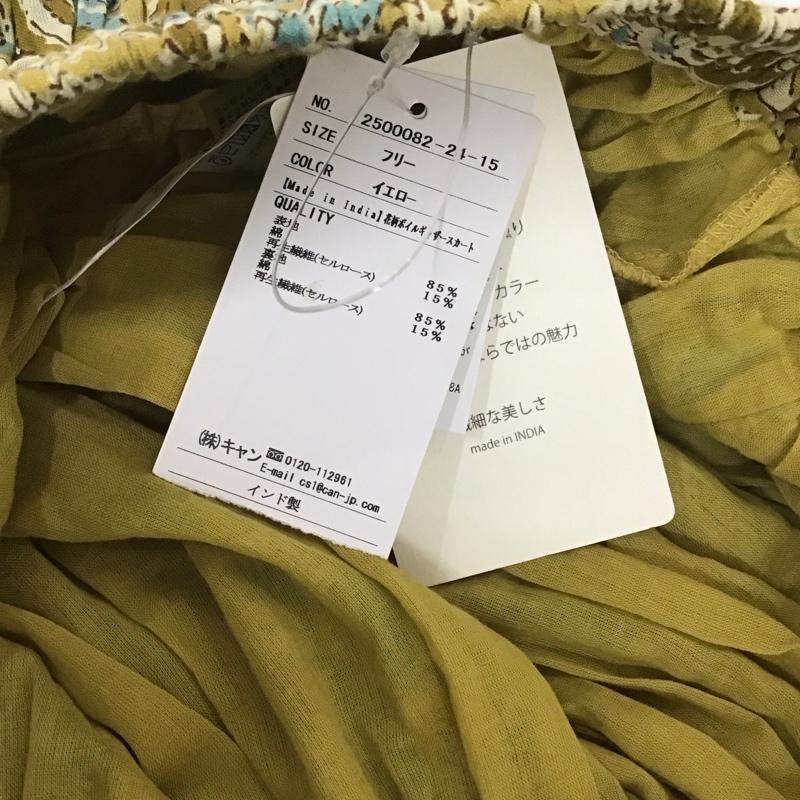 NO. 2500082-24-15
SIZE フリー
COLOR イエロー
【Made in India】花柄ボイルギャザースカート
QUALITY
表地
綿 85%
再生繊維(セルロース) 15%
裏地
綿 85%
再生繊維(セルロース) 15%
(株)キャン 0120-112961
E-mail cs1@can-jp.com
インド製
8A
カラー
ない
ならではの魅力
繊細な美しさ
made in INDIA